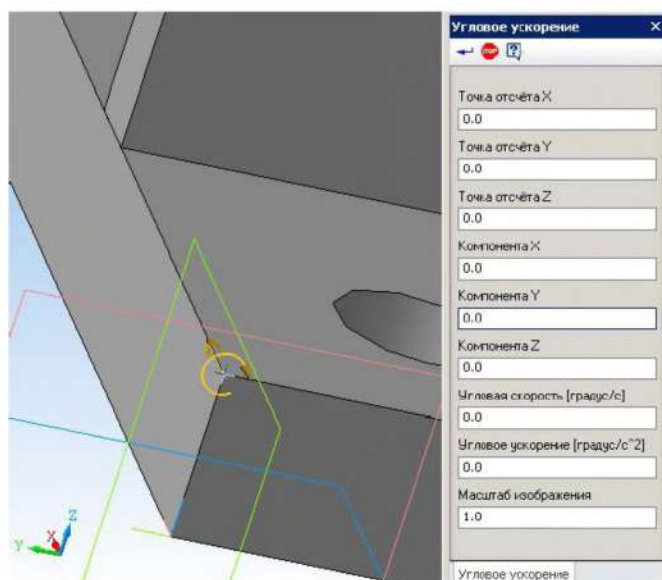 Угловое ускорение
STOP
Точка отсчёта X
0.0
Точка отсчёта Y
0.0
Точка отсчёта Z
0.0
Компонента X
0.0
Компонента Y
0.0
Компонента Z
0.0
Угловая скорость [градус/с]
0.0
Угловое ускорение [градус/с^2]
0.0
Масштаб изображения
1.0
Z
X
Y
Угловое ускорение